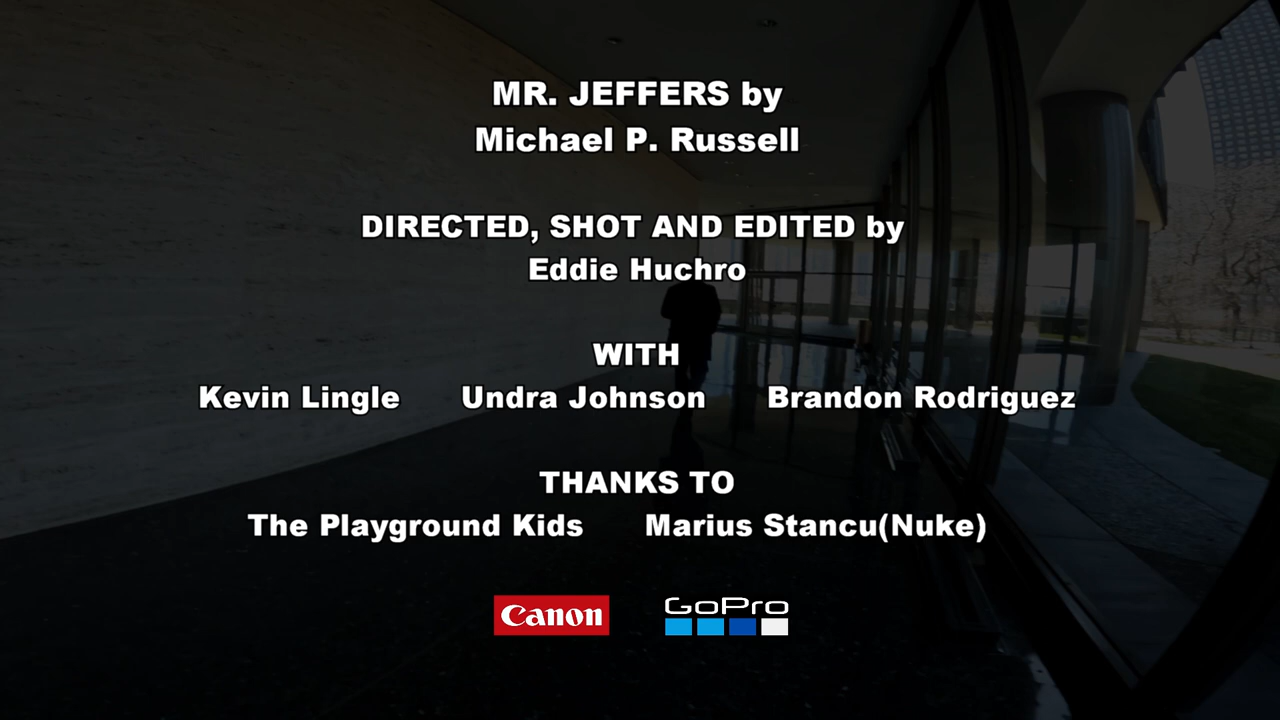 MR. JEFFERS by
Michael P. Russell
DIRECTED, SHOT AND EDITED by
Eddie Huchro
WITH
Kevin Lingle Undra Johnson Brandon Rodriguez
THANKS TO
The Playground Kids Marius Stancu(Nuke)
Canon GoPro